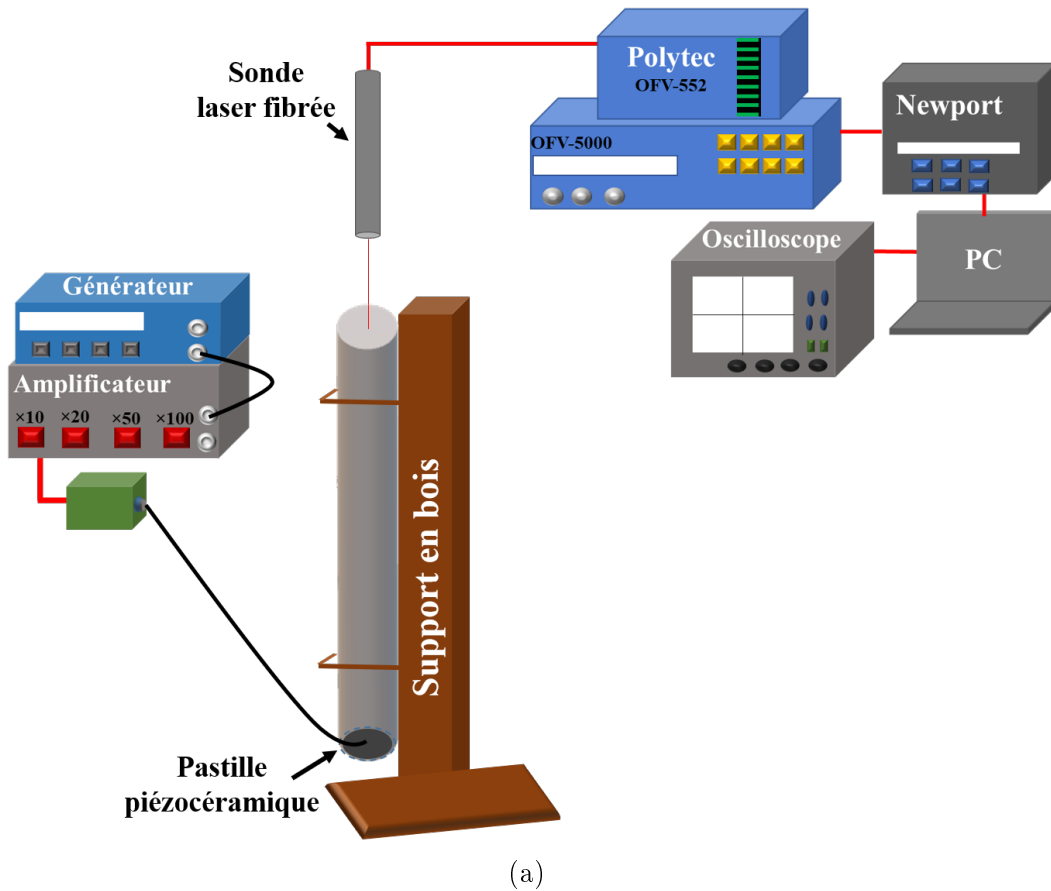 Sonde
laser fibrée
Polytec
OFV-552
OFV-5000
Newport
Oscilloscope
PC
Générateur
Amplificateur
×10 ×20 ×50 ×100
Support en bois
Pastille
piézocéramique
(a)